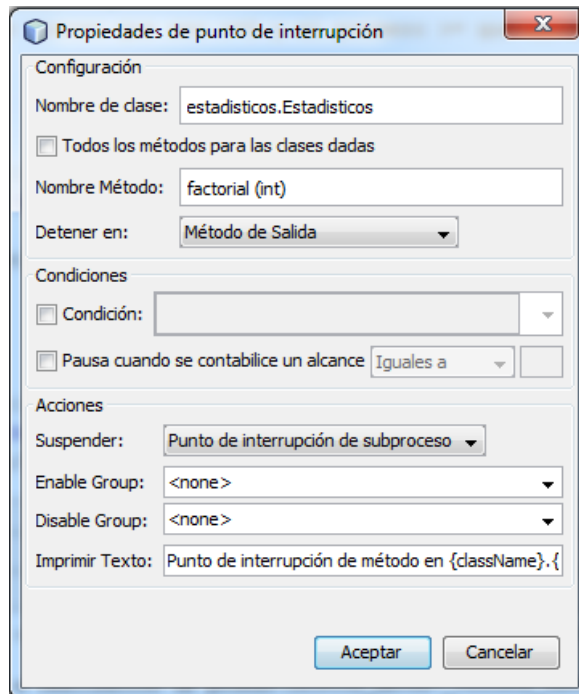 Propiedades de punto de interrupción
Configuración
Nombre de clase: estadisticos.Estadisticos
Todos los métodos para las clases dadas
Nombre Método: factorial (int)
Detener en: Método de Salida
Condiciones
Condición:
Pausa cuando se contabilice un alcance Iguales a
Acciones
Suspender: Punto de interrupción de subproceso
Enable Group: <none>
Disable Group: <none>
Imprimir Texto: Punto de interrupción de método en {className}.{
Aceptar Cancelar